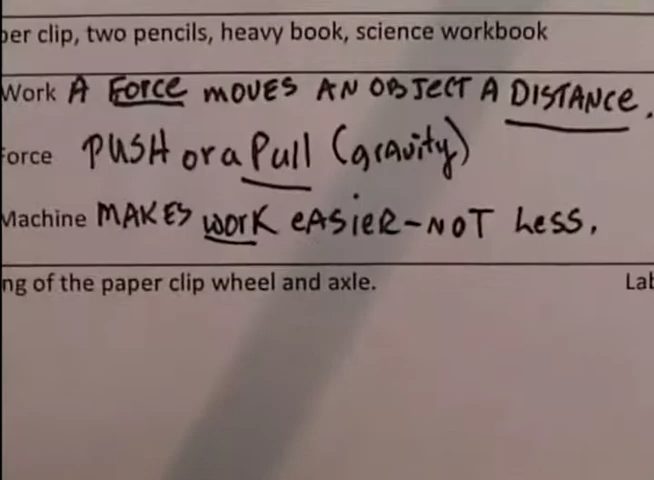 per clip, two pencils, heavy book, science workbook
Work A Force MOVES AN OBJECT A DISTANCE.
Force PUSH or a Pull (gravity)
Machine MAKES work EASiER-NOT Less.
ng of the paper clip wheel and axle. Lab